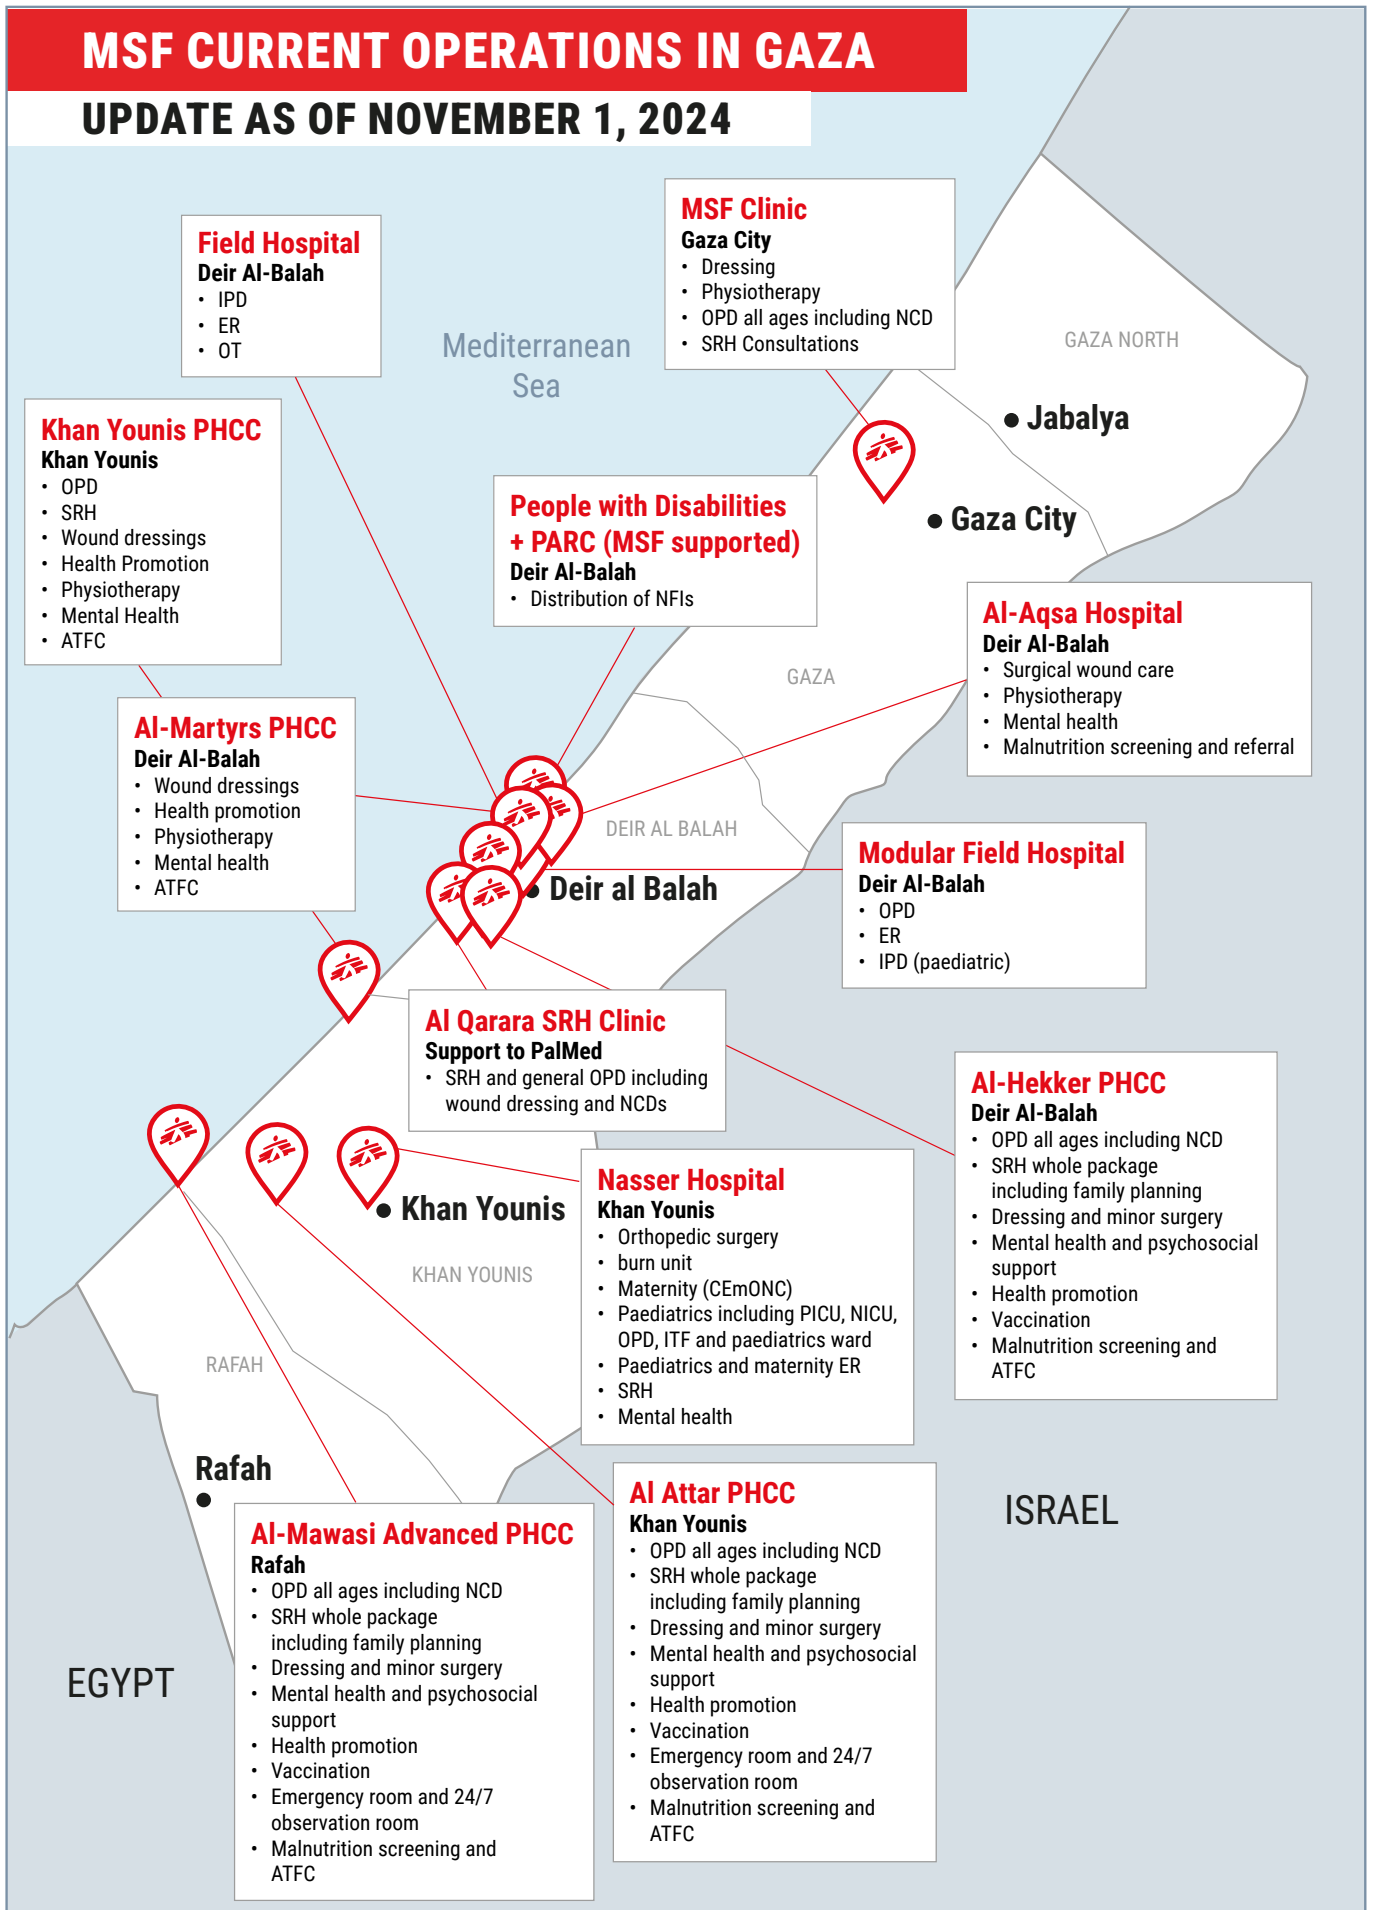 MSF CURRENT OPERATIONS IN GAZA
UPDATE AS OF NOVEMBER 1, 2024
MSF Clinic
Gaza City
• Dressing
• Physiotherapy
• OPD all ages including NCD
• SRH Consultations
Field Hospital
Deir Al-Balah
• IPD
• ER
• OT
Mediterranean
Sea
GAZA NORTH
Jabalya
Khan Younis PHCC
Khan Younis
• OPD
• SRH
• Wound dressings
• Health Promotion
• Physiotherapy
• Mental Health
• ATFC
People with Disabilities
+ PARC (MSF supported)
Deir Al-Balah
• Distribution of NFIs
Gaza City
Al-Aqsa Hospital
Deir Al-Balah
• Surgical wound care
• Physiotherapy
• Mental health
• Malnutrition screening and referral
GAZA
Al-Martyrs PHCC
Deir Al-Balah
• Wound dressings
• Health promotion
• Physiotherapy
• Mental health
• ATFC
DEIR AL BALAH
Deir al Balah
Modular Field Hospital
Deir Al-Balah
• OPD
• ER
• IPD (paediatric)
Al Qarara SRH Clinic
Support to PalMed
• SRH and general OPD including
wound dressing and NCDs
Al-Hekker PHCC
Deir Al-Balah
• OPD all ages including NCD
• SRH whole package
including family planning
• Dressing and minor surgery
• Mental health and psychosocial
support
• Health promotion
• Vaccination
• Malnutrition screening and
ATFC
Nasser Hospital
Khan Younis
• Orthopedic surgery
• burn unit
• Maternity (CEmONC)
• Paediatrics including PICU, NICU,
OPD, ITF and paediatrics ward
• Paediatrics and maternity ER
• SRH
• Mental health
Khan Younis
KHAN YOUNIS
RAFAH
Rafah
Al Attar PHCC
Khan Younis
• OPD all ages including NCD
• SRH whole package
including family planning
• Dressing and minor surgery
• Mental health and psychosocial
support
• Health promotion
• Vaccination
• Emergency room and 24/7
observation room
• Malnutrition screening and
ATFC
ISRAEL
Al-Mawasi Advanced PHCC
Rafah
• OPD all ages including NCD
• SRH whole package
including family planning
• Dressing and minor surgery
• Mental health and psychosocial
support
• Health promotion
• Vaccination
• Emergency room and 24/7
observation room
• Malnutrition screening and
ATFC
EGYPT